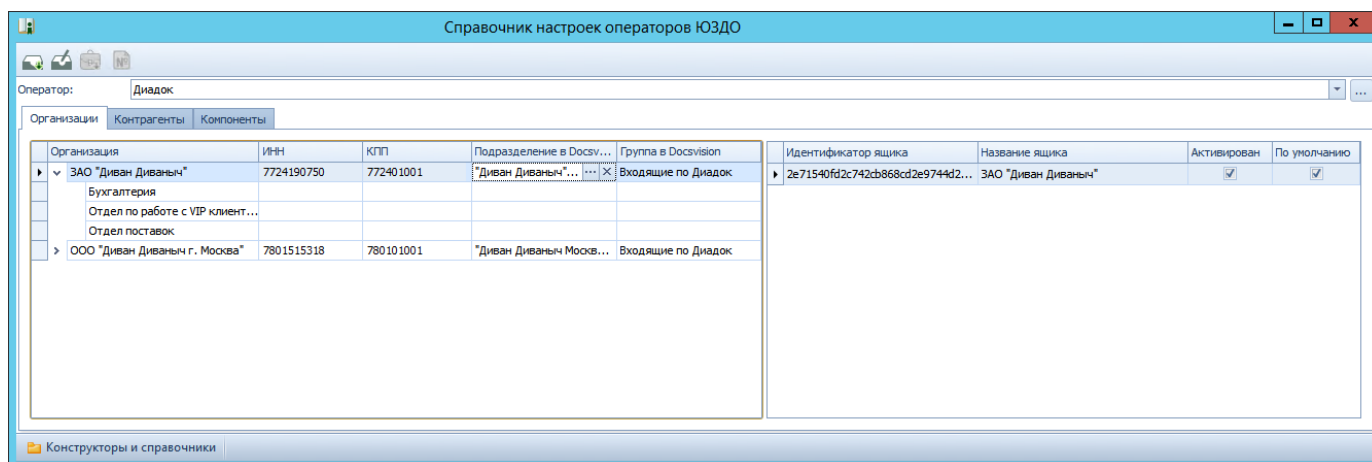 Справочник настроек операторов ЮЗДО
Оператор: Диадок
Организации Контрагенты Компоненты
Организация ИНН КПП Подразделение в Docsv... Группа в Docsvision
ЗАО "Диван Диваныч" 7724190750 772401001 "Диван Диваныч"... Входящие по Диадок
Бухгалтерия
Отдел по работе с VIP клиент...
Отдел поставок
ООО "Диван Диваныч г. Москва" 7801515318 780101001 "Диван Диваныч Москв... Входящие по Диадок
Идентификатор ящика Название ящика Активирован По умолчанию
2e71540fd2c742cb868cd2e9744d2... ЗАО "Диван Диваныч"
Конструкторы и справочники